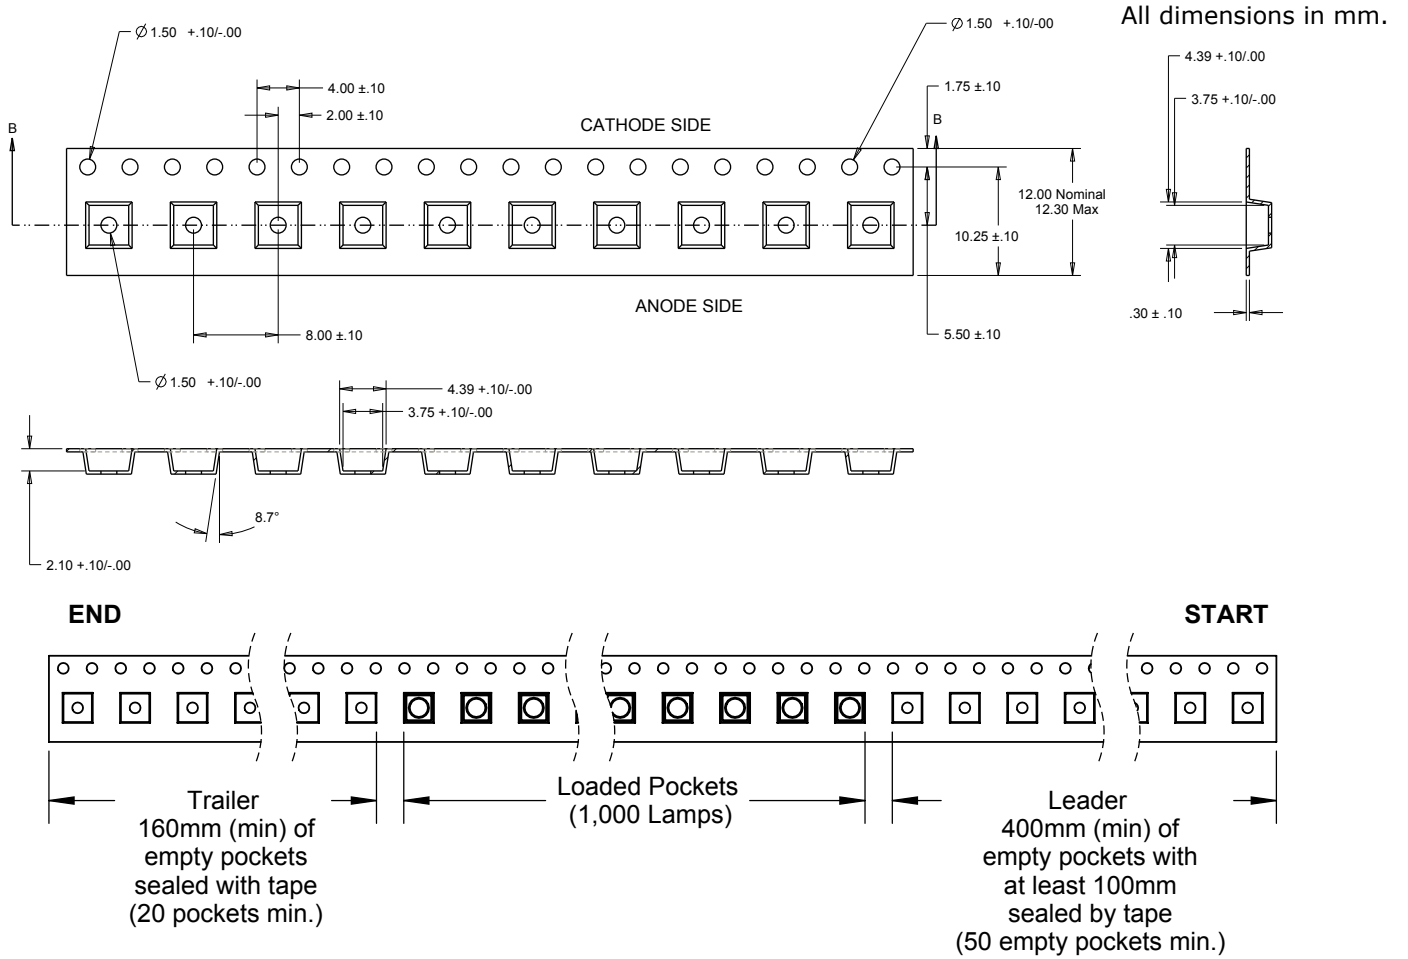 All dimensions in mm.
Ø 1.50 +.10/-.00
Ø 1.50 +.10/-00
4.39 +.10/.00
4.00 ±.10
1.75 ±.10
3.75 +.10/-.00
2.00 ±.10
CATHODE SIDE
B
B
12.00 Nominal
12.30 Max
10.25 ±.10
ANODE SIDE
.30 ± .10
8.00 ±.10
5.50 ±.10
Ø 1.50 +.10/-.00
4.39 +.10/-.00
3.75 +.10/-.00
8.7°
2.10 +.10/-.00
END
START
Trailer
160mm (min) of
empty pockets
sealed with tape
(20 pockets min.)
Loaded Pockets
(1,000 Lamps)
Leader
400mm (min) of
empty pockets with
at least 100mm
sealed by tape
(50 empty pockets min.)